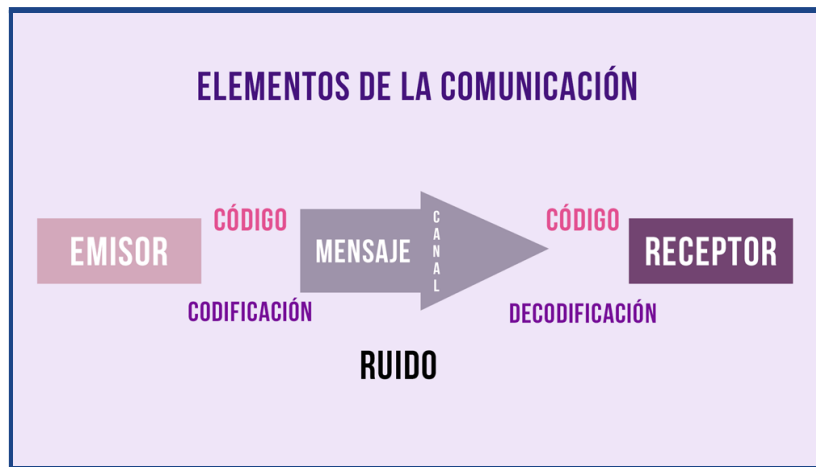 ELEMENTOS DE LA COMUNICACIÓN
EMISOR
CÓDIGO
CODIFICACIÓN
MENSAJE
CANAL
CÓDIGO
DECODIFICACIÓN
RECEPTOR
RUIDO